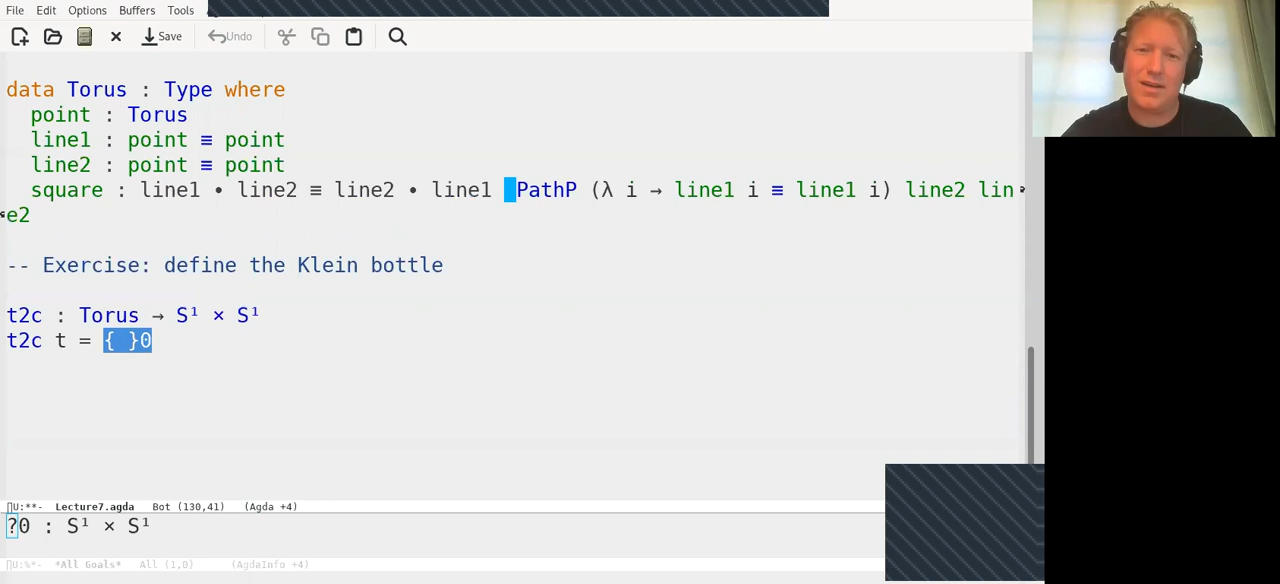 File Edit Options Buffers Tools
Save Undo
data Torus : Type where
point : Torus
line1 : point ≡ point
line2 : point ≡ point
square : line1 • line2 ≡ line2 • line1 PathP (λ i → line1 i ≡ line1 i) line2 lin
e2
-- Exercise: define the Klein bottle
t2c : Torus → S¹ × S¹
t2c t = { }0
U:**- Lecture7.agda Bot (130,41) (Agda +4)
?0 : S¹ × S¹
U:%*- *All Goals* All (1,0) (AgdaInfo +4)